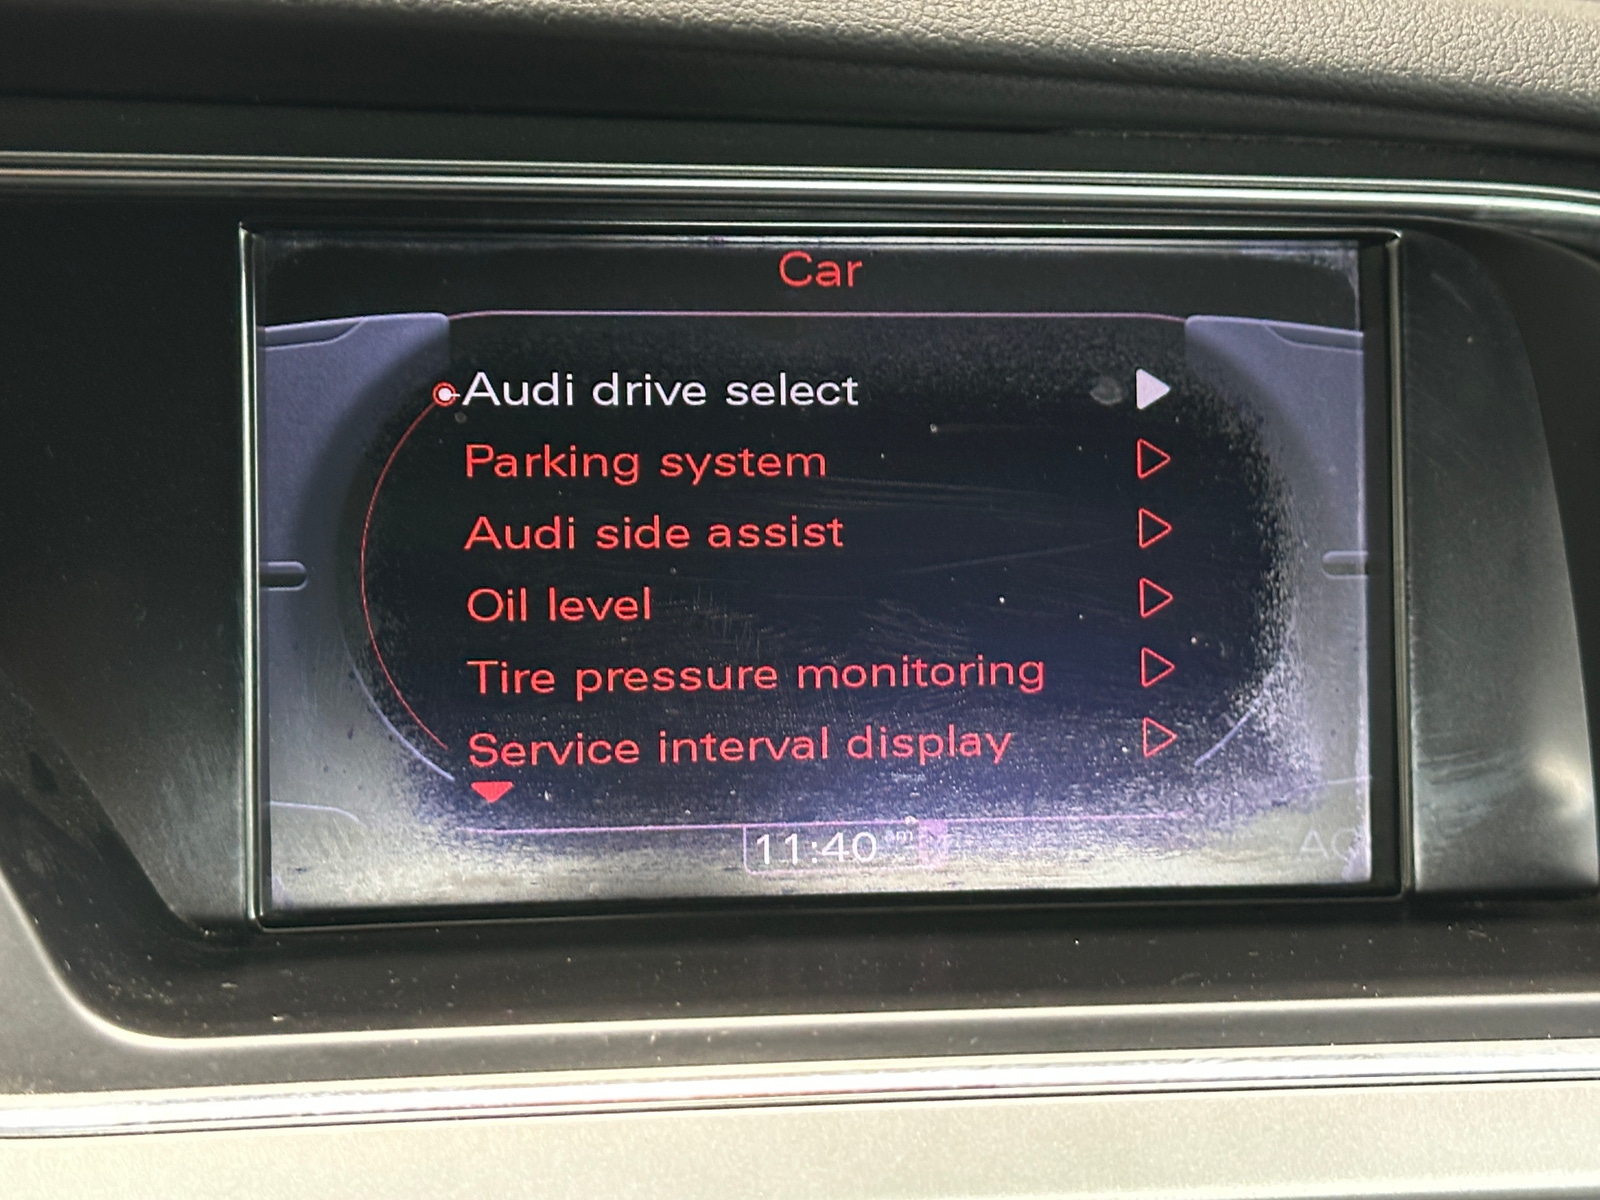 Car
Audi drive select
Parking system
Audi side assist
Oil level
Tire pressure monitoring
Service interval display
11:40 am